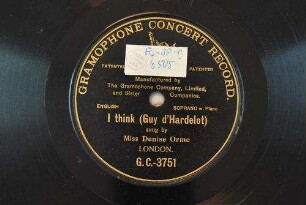 GRAMOPHONE CONCERT RECORD.
6505
PATENTED PATENTED
Manufactured by
The Gramophone Company, Limited,
and Sister Companies.
ENGLISH SOPRANO w. Piano
I think (Guy d'Hardelot)
sung by
Miss Denise Orme
LONDON.
G.C.-3751